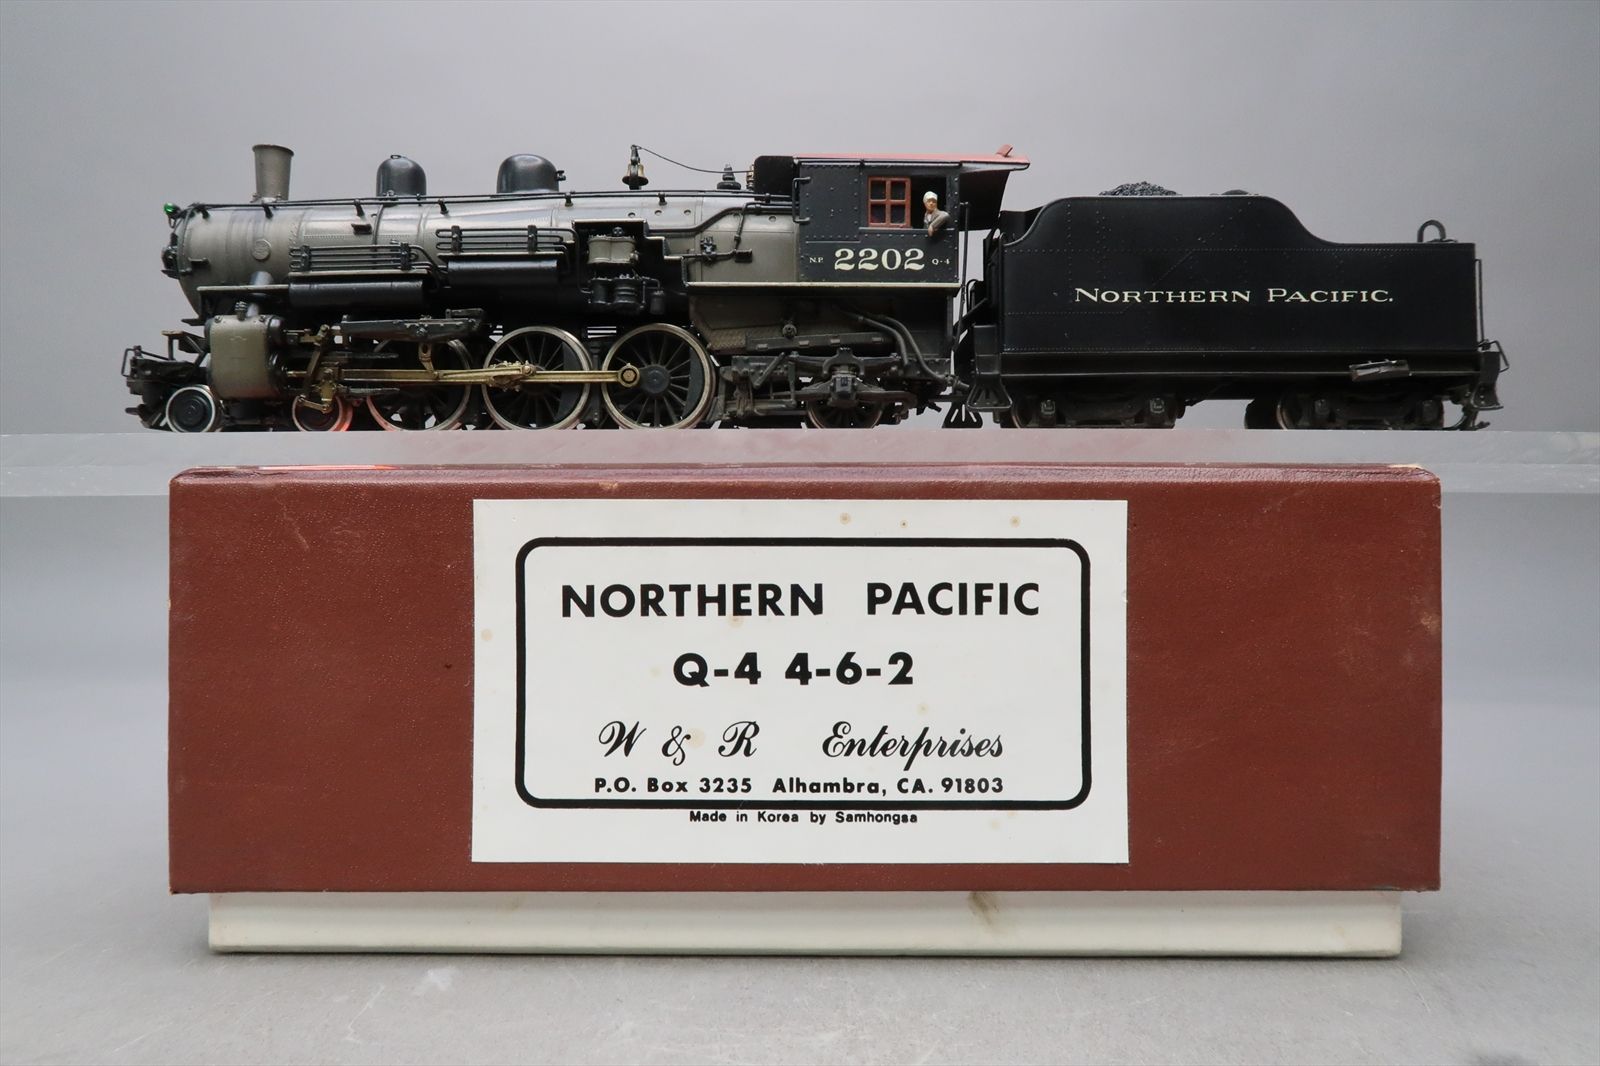 N.P. 2202 Q-4
NORTHERN PACIFIC.
NORTHERN PACIFIC
Q-4 4-6-2
W & R Enterprises
P.O. Box 3235 Alhambra, CA. 91803
Made in Korea by Samhongsa